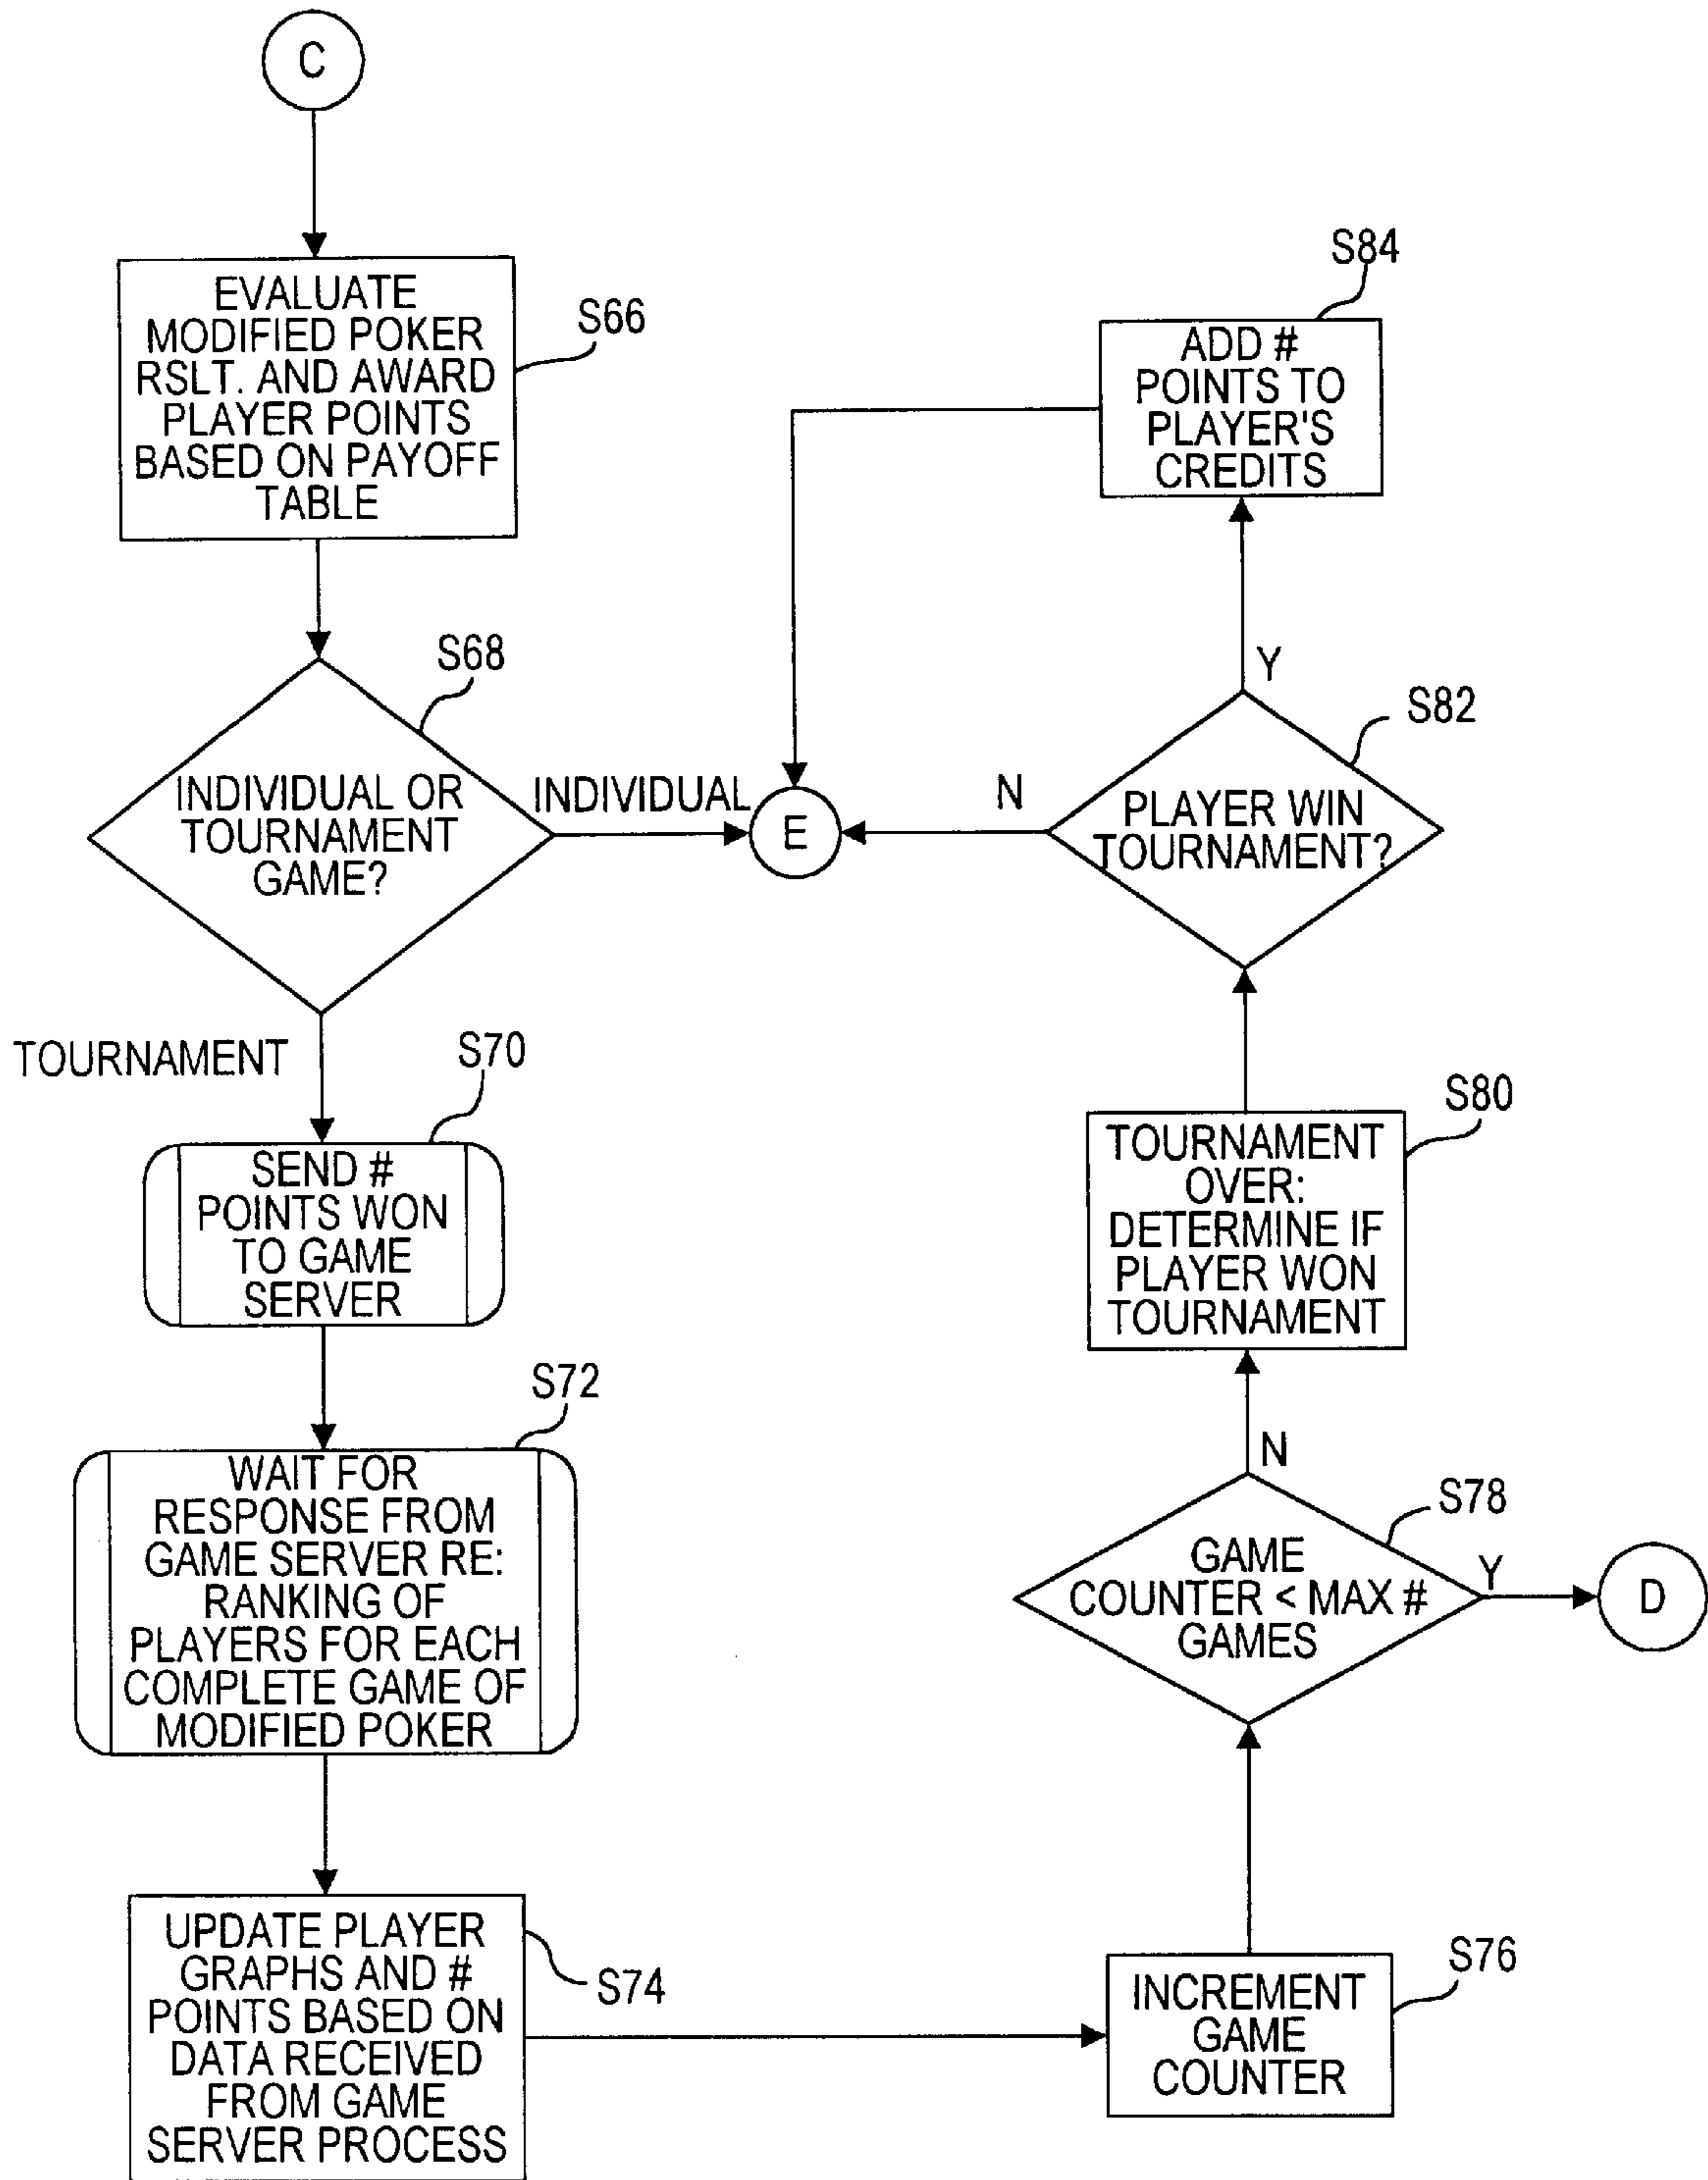 C
EVALUATE
MODIFIED POKER
RSLT. AND AWARD
PLAYER POINTS
BASED ON PAYOFF
TABLE
S66
S68
INDIVIDUAL OR
TOURNAMENT
GAME?
INDIVIDUAL
E
TOURNAMENT
S70
SEND #
POINTS WON
TO GAME
SERVER
S72
WAIT FOR
RESPONSE FROM
GAME SERVER RE:
RANKING OF
PLAYERS FOR EACH
COMPLETE GAME OF
MODIFIED POKER
UPDATE PLAYER
GRAPHS AND #
POINTS BASED ON
DATA RECEIVED
FROM GAME
SERVER PROCESS
S74
S76
INCREMENT
GAME
COUNTER
S78
GAME
COUNTER < MAX #
GAMES
Y
D
N
S80
TOURNAMENT
OVER:
DETERMINE IF
PLAYER WON
TOURNAMENT
S82
PLAYER WIN
TOURNAMENT?
N
Y
S84
ADD #
POINTS TO
PLAYER'S
CREDITS